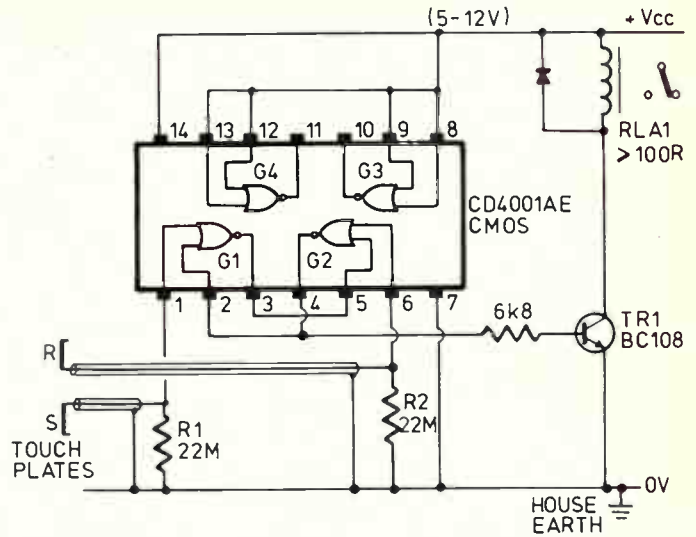 (5-12V)
+Vcc
14 13 12 11 10 9 8
G4 G3
RLA1
>100R
CD4001AE
CMOS
G1 G2
1 2 3 4 5 6 7
6k8
TR1
BC108
R
S
TOUCH
PLATES
R1
22M
R2
22M
HOUSE
EARTH
0V